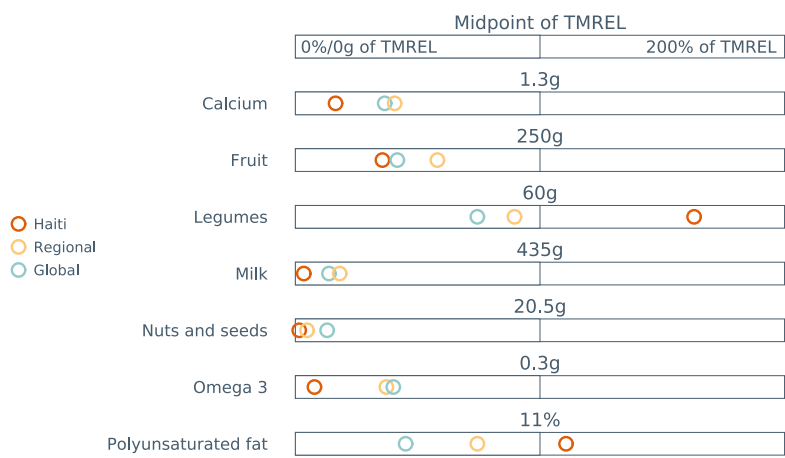 Midpoint of TMREL
0%/0g of TMREL
200% of TMREL
1.3g
Calcium
250g
Fruit
60g
Legumes
Haiti
Regional
Global
435g
Milk
20.5g
Nuts and seeds
0.3g
Omega 3
11%
Polyunsaturated fat